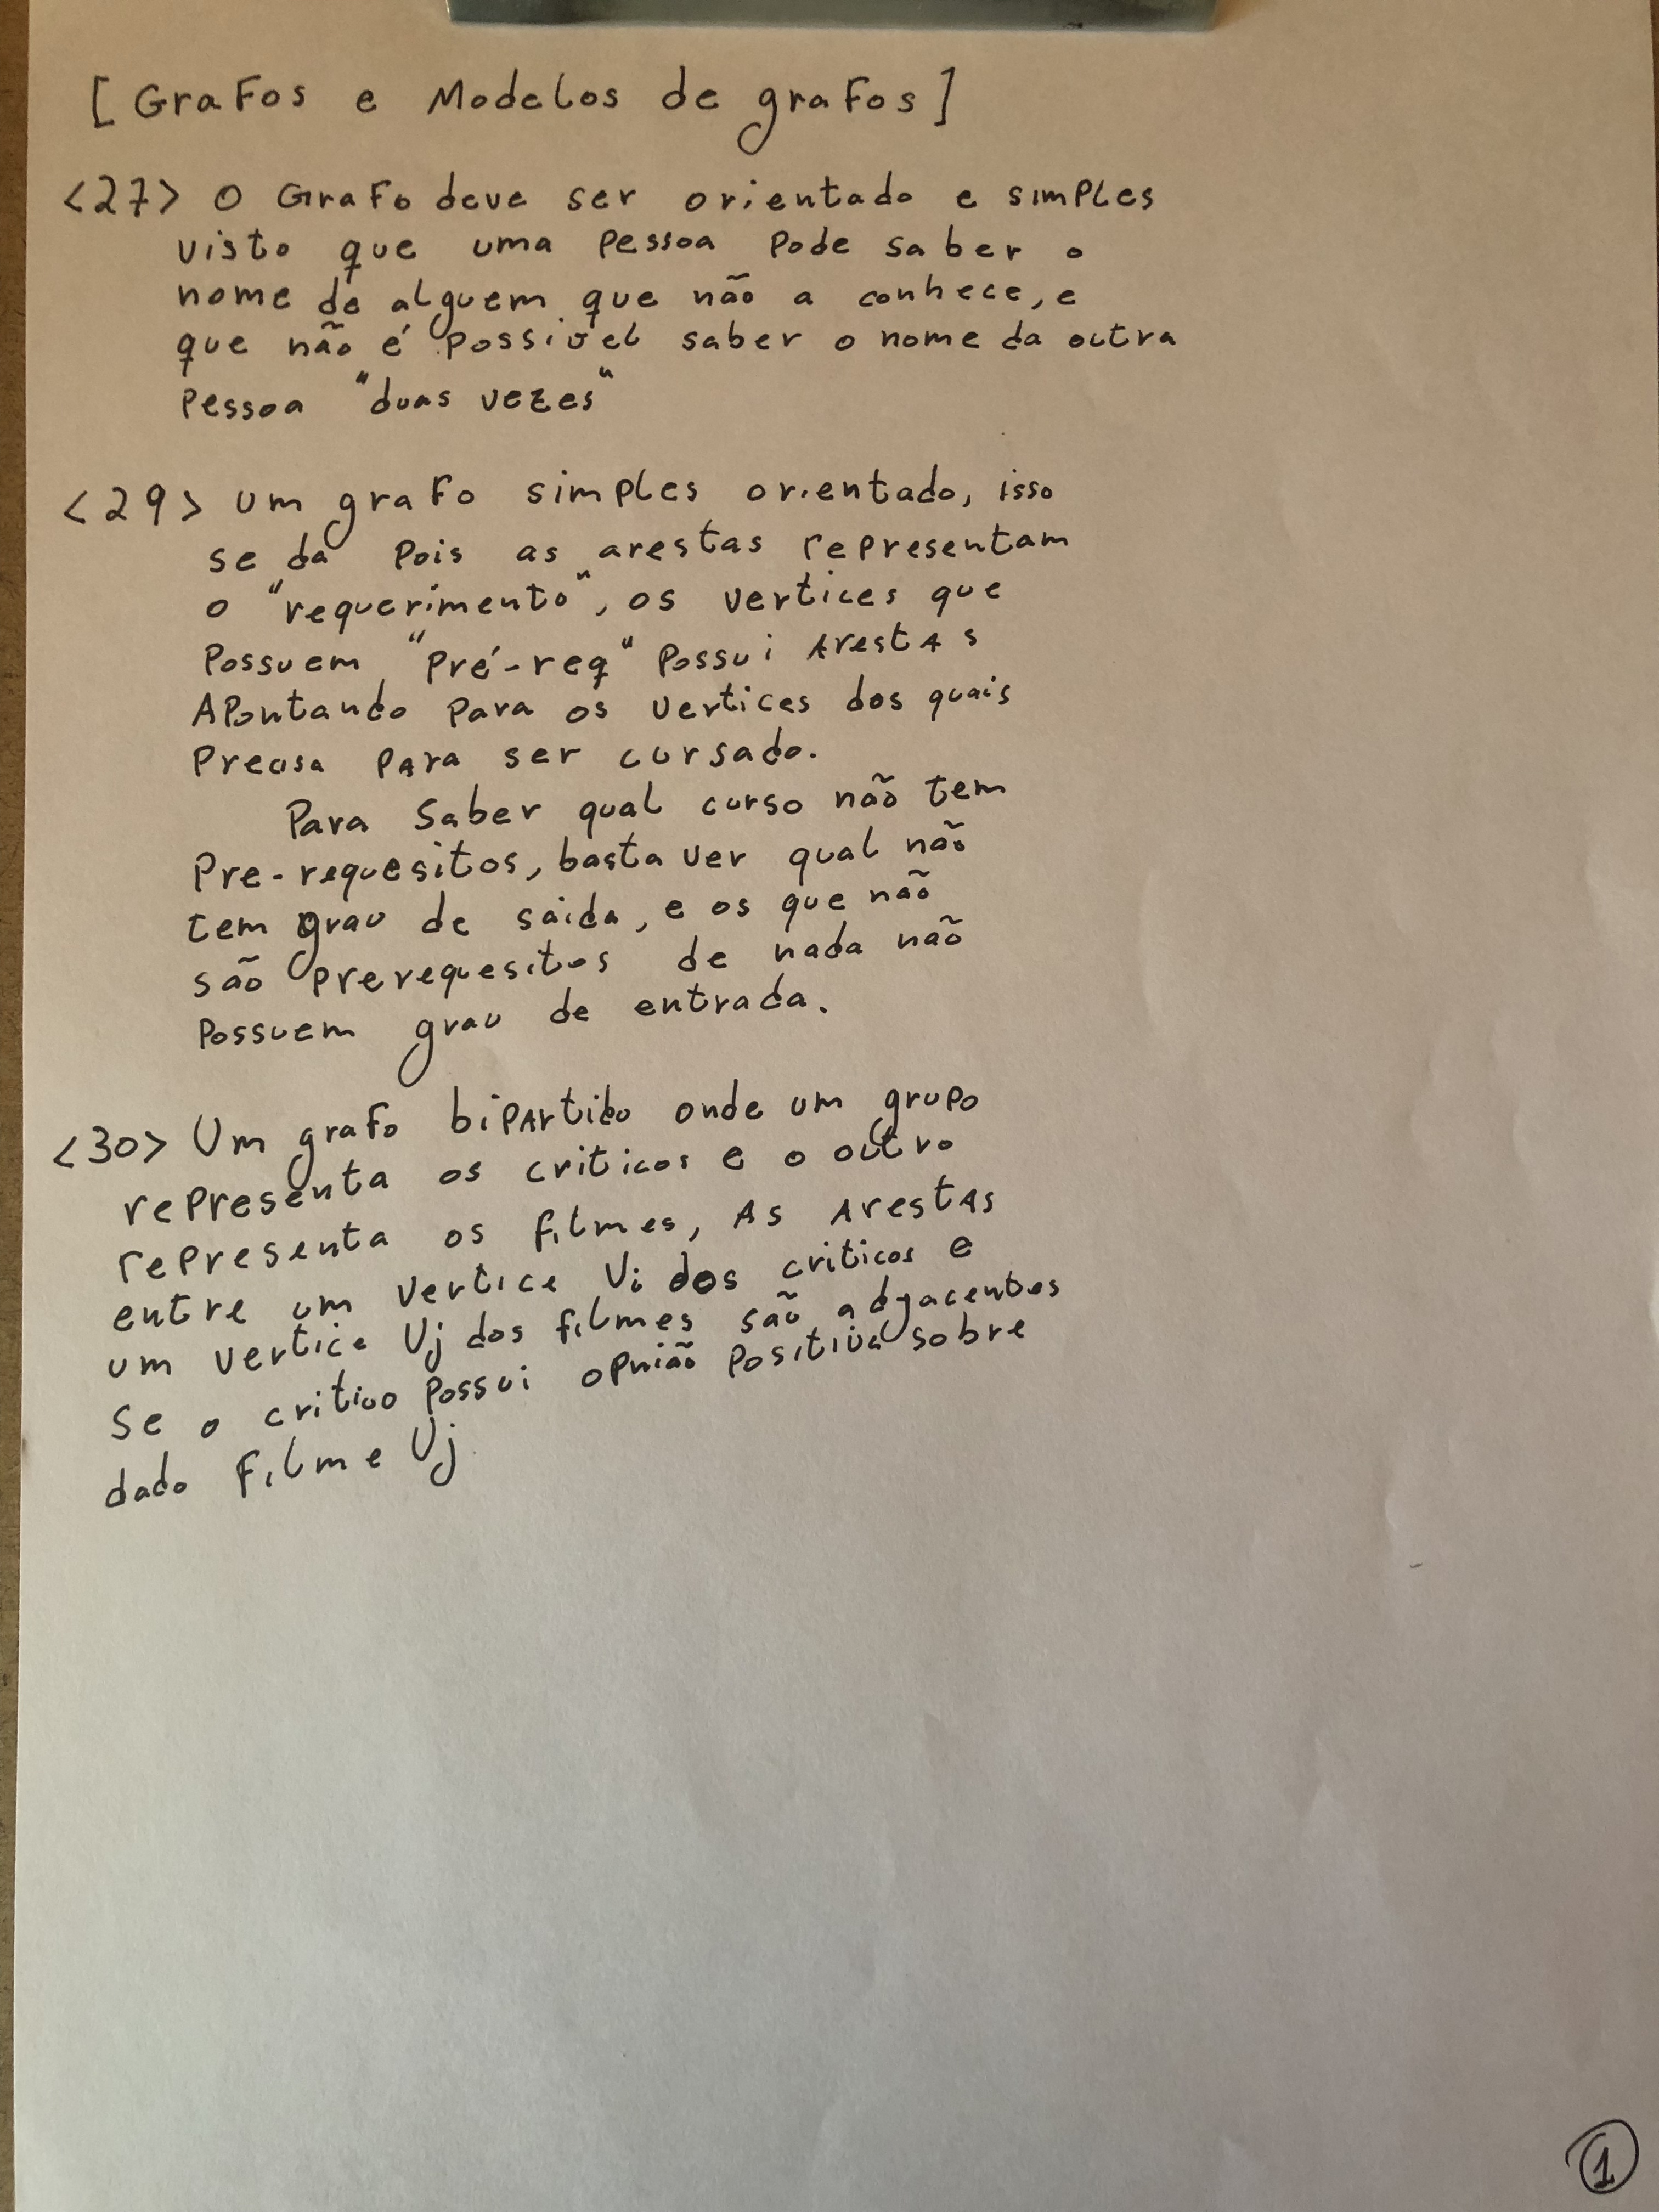 [Grafos e Modelos de grafos]
<27> O Grafo deve ser orientado e simples
visto que uma pessoa pode saber o
nome de alguem que não a conhece, e
que não é possivel saber o nome da outra
pessoa "duas vezes"
<29> Um grafo simples orientado, isso
se da pois as arestas representam
o "requerimento", os vertices que
possuem "pré-req" possui arestas
Apontando para os vertices dos quais
precisa para ser cursado.
Para saber qual curso não tem
Pre-requesitos, basta ver qual não
tem grau de saida, e os que não
são prerequesitos de nada não
possuem grau de entrada.
<30> Um grafo bipartido onde um grupo
representa os criticos e o outro
representa os filmes, As arestas
entre um vertice Vi dos criticos e
um vertice Uj dos filmes são adjacentes
Se o critico possui opnião positiva sobre
dado filme Uj
1